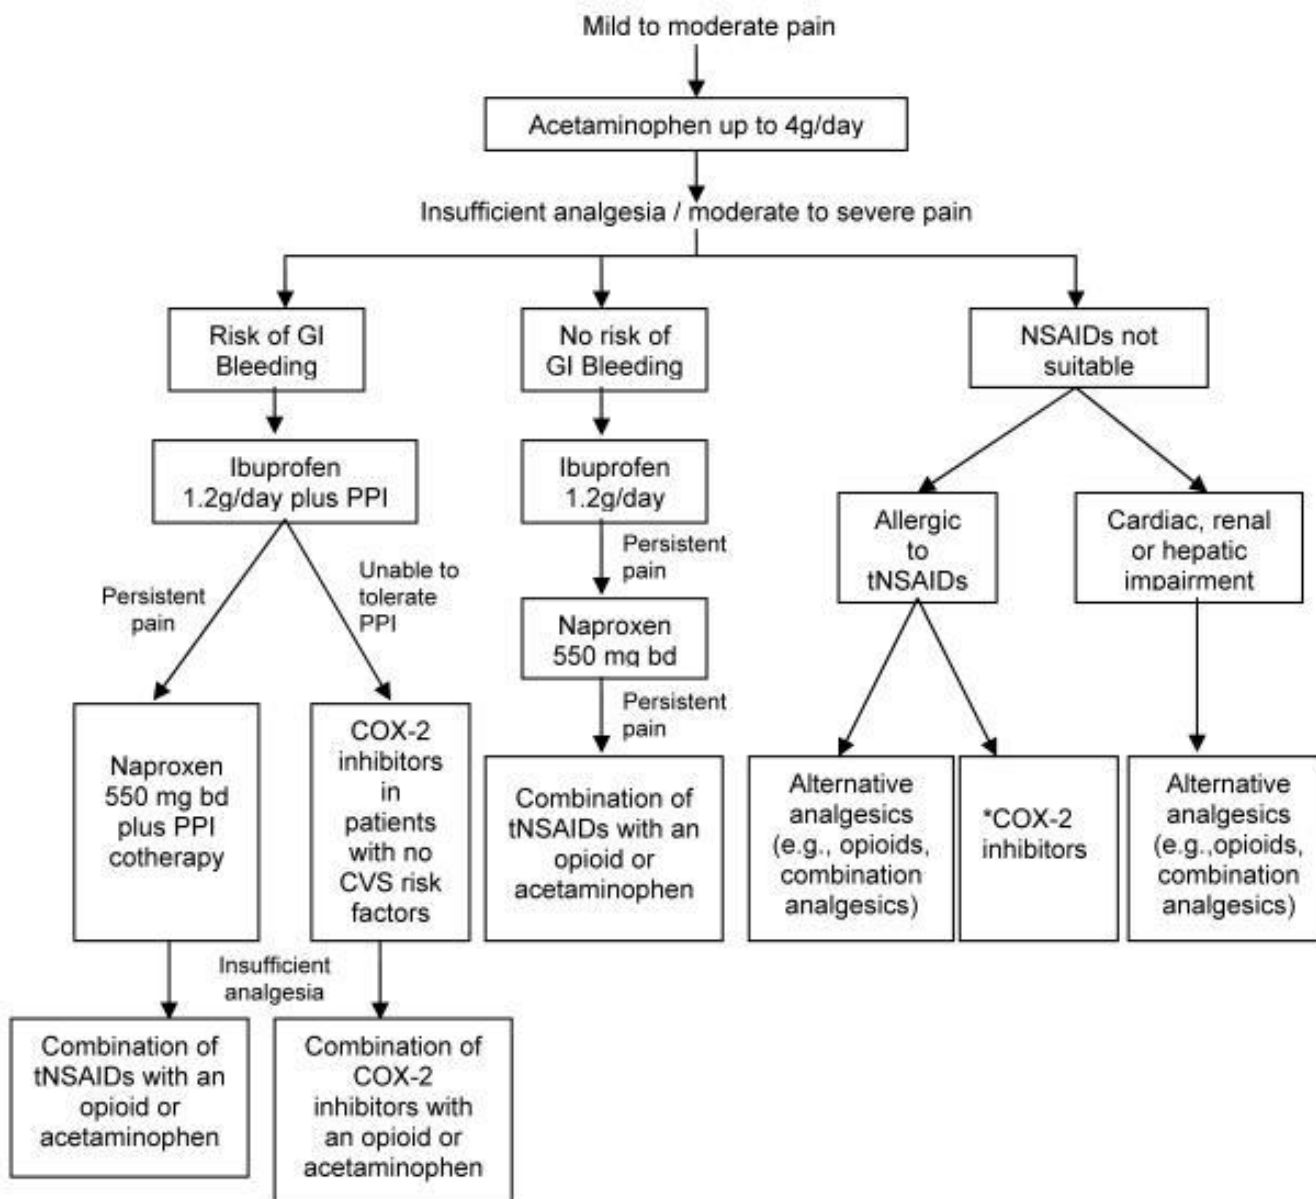 Mild to moderate pain
Acetaminophen up to 4g/day
Insufficient analgesia / moderate to severe pain
Risk of GI
Bleeding
No risk of
GI Bleeding
NSAIDs not
suitable
Ibuprofen
1.2g/day plus PPI
Ibuprofen
1.2g/day
Allergic
to
tNSAIDs
Cardiac, renal
or hepatic
impairment
Persistent
pain
Unable to
tolerate
PPI
Persistent
pain
Naproxen
550 mg bd
Persistent
pain
Naproxen
550 mg bd
plus PPI
cotherapy
COX-2
inhibitors
in
patients
with no
CVS risk
factors
Combination of
tNSAIDs with an
opioid or
acetaminophen
Alternative
analgesics
(e.g., opioids,
combination
analgesics)
*COX-2
inhibitors
Alternative
analgesics
(e.g.,opioids,
combination
analgesics)
Insufficient
analgesia
Combination of
tNSAIDs with an
opioid or
acetaminophen
Combination of
COX-2
inhibitors with
an opioid or
acetaminophen